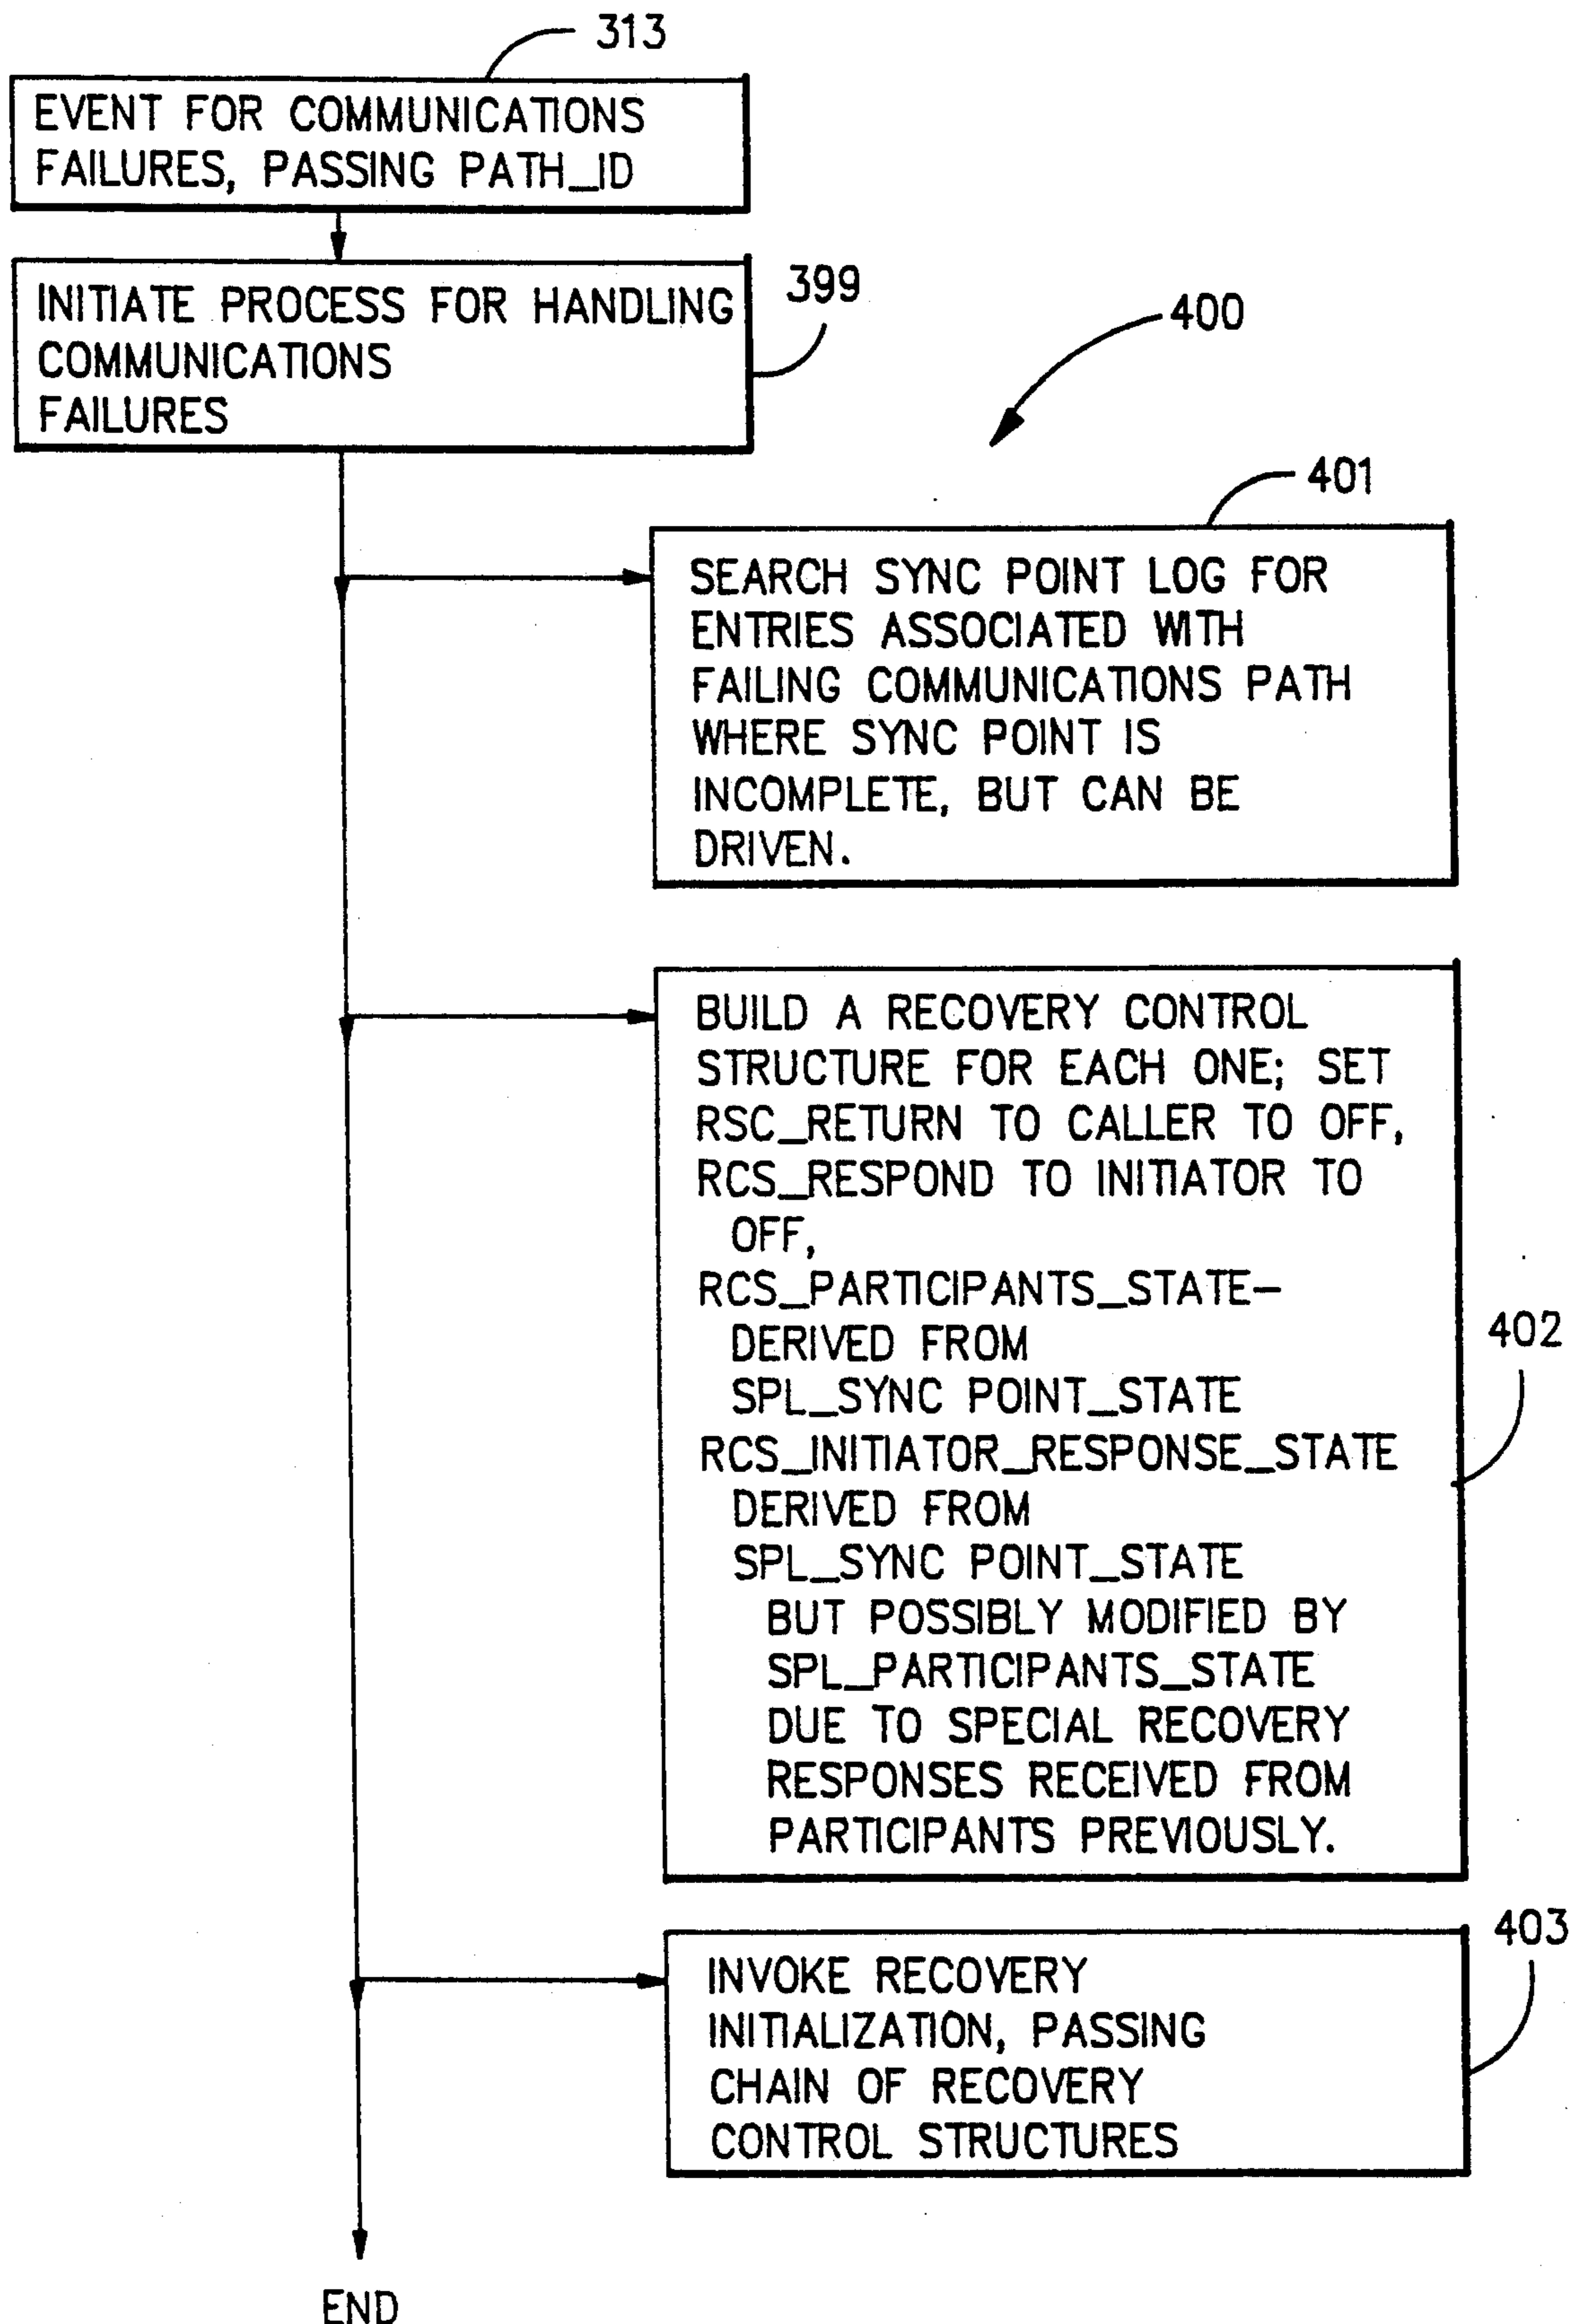 313
EVENT FOR COMMUNICATIONS
FAILURES, PASSING PATH_ID
INITIATE PROCESS FOR HANDLING
COMMUNICATIONS
FAILURES
399
400
401
SEARCH SYNC POINT LOG FOR
ENTRIES ASSOCIATED WITH
FAILING COMMUNICATIONS PATH
WHERE SYNC POINT IS
INCOMPLETE, BUT CAN BE
DRIVEN.
BUILD A RECOVERY CONTROL
STRUCTURE FOR EACH ONE; SET
RSC_RETURN TO CALLER TO OFF,
RCS_RESPOND TO INITIATOR TO
OFF,
RCS_PARTICIPANTS_STATE-
DERIVED FROM
SPL_SYNC POINT_STATE
RCS_INITIATOR_RESPONSE_STATE
DERIVED FROM
SPL_SYNC POINT_STATE
BUT POSSIBLY MODIFIED BY
SPL_PARTICIPANTS_STATE
DUE TO SPECIAL RECOVERY
RESPONSES RECEIVED FROM
PARTICIPANTS PREVIOUSLY.
402
403
INVOKE RECOVERY
INITIALIZATION, PASSING
CHAIN OF RECOVERY
CONTROL STRUCTURES
END